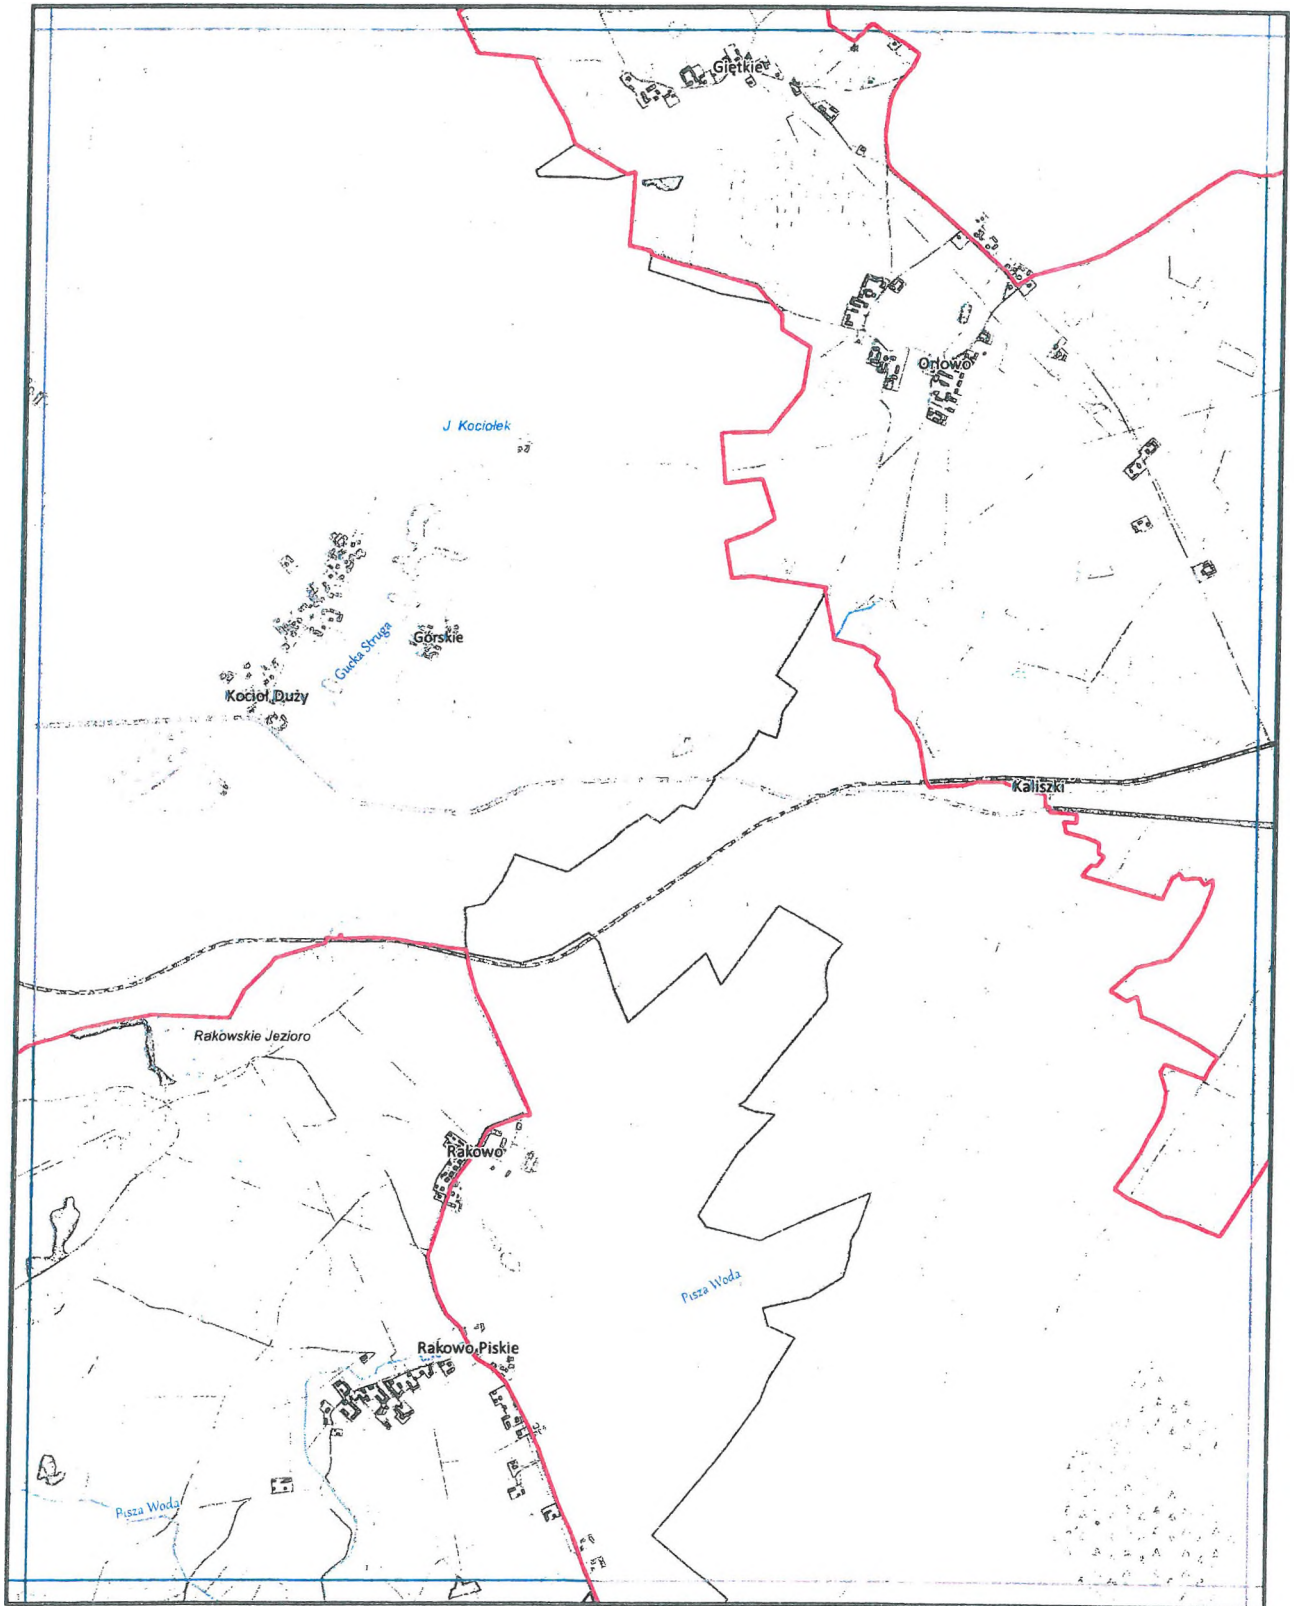 Giętkie
Orłowo
J Kociołek
Gucka Struga
Górskie
Kocioł Duży
Kaliszki
Rakowskie Jezioro
Rakowo
Pisza Woda
Rakowo Piskie
Pisza Woda